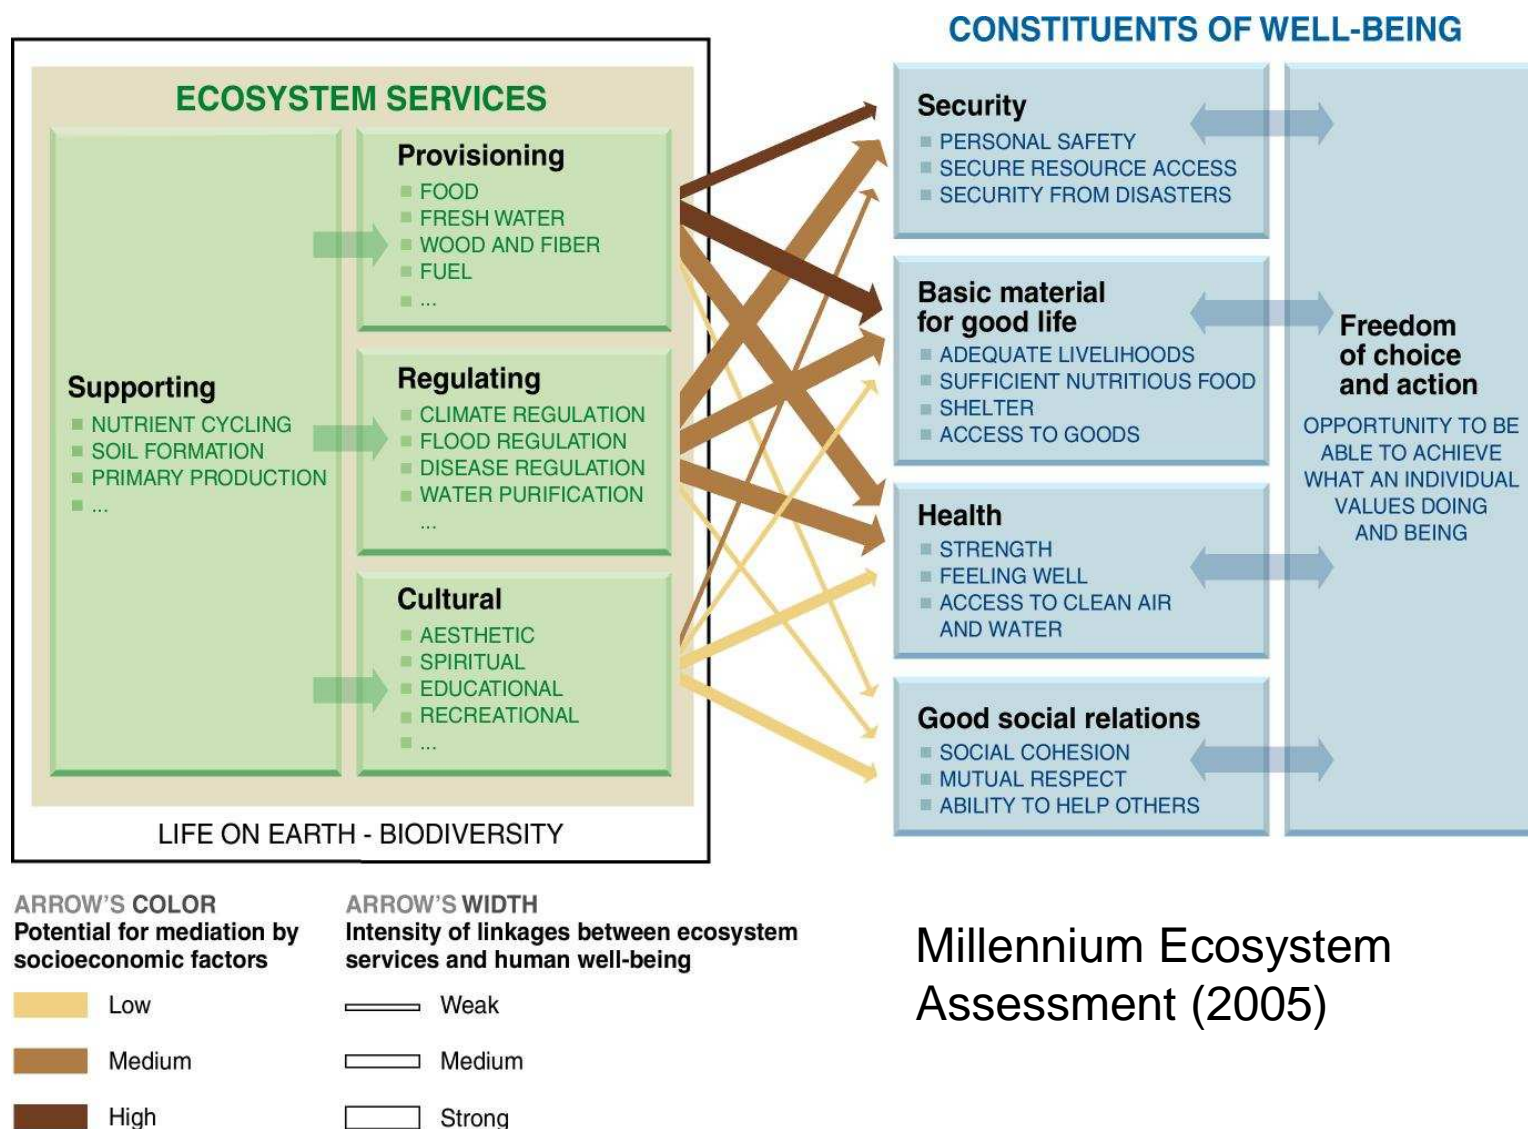 CONSTITUENTS OF WELL-BEING
ECOSYSTEM SERVICES
Supporting
NUTRIENT CYCLING
SOIL FORMATION
PRIMARY PRODUCTION
...
Provisioning
FOOD
FRESH WATER
WOOD AND FIBER
FUEL
...
Regulating
CLIMATE REGULATION
FLOOD REGULATION
DISEASE REGULATION
WATER PURIFICATION
...
Cultural
AESTHETIC
SPIRITUAL
EDUCATIONAL
RECREATIONAL
...
LIFE ON EARTH - BIODIVERSITY
Security
PERSONAL SAFETY
SECURE RESOURCE ACCESS
SECURITY FROM DISASTERS
Basic material
for good life
ADEQUATE LIVELIHOODS
SUFFICIENT NUTRITIOUS FOOD
SHELTER
ACCESS TO GOODS
Health
STRENGTH
FEELING WELL
ACCESS TO CLEAN AIR
AND WATER
Good social relations
SOCIAL COHESION
MUTUAL RESPECT
ABILITY TO HELP OTHERS
Freedom
of choice
and action
OPPORTUNITY TO BE
ABLE TO ACHIEVE
WHAT AN INDIVIDUAL
VALUES DOING
AND BEING
ARROW'S COLOR
Potential for mediation by
socioeconomic factors
Low
Medium
High
ARROW'S WIDTH
Intensity of linkages between ecosystem
services and human well-being
Weak
Medium
Strong
Millennium Ecosystem
Assessment (2005)